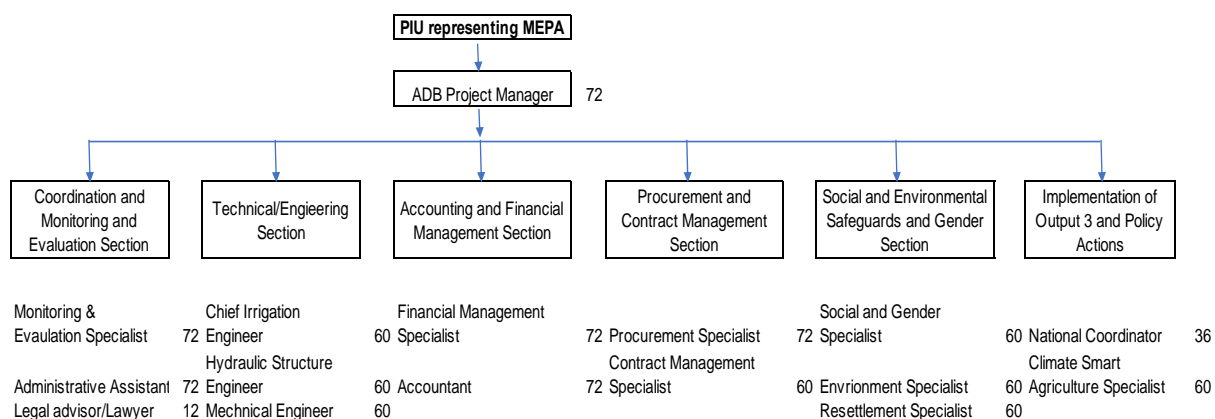 PIU representing MEPA
ADB Project Manager 72
Coordination and
Monitoring and
Evaluation Section
Technical/Engieering
Section
Accounting and Financial
Management Section
Procurement and
Contract Management
Section
Social and Environmental
Safeguards and Gender
Section
Implementation of
Output 3 and Policy
Actions
Monitoring &
Evaulation Specialist 72
Administrative Assistant 72
Legal advisor/Lawyer 12
Chief Irrigation
Engineer 60
Hydraulic Structure
Engineer 60
Mechnical Engineer 60
Financial Management
Specialist 72
Accountant 72
Procurement Specialist 72
Contract Management
Specialist 60
Social and Gender
Specialist 60
Envrionment Specialist 60
Resettlement Specialist 60
National Coordinator 36
Climate Smart
Agriculture Specialist 60